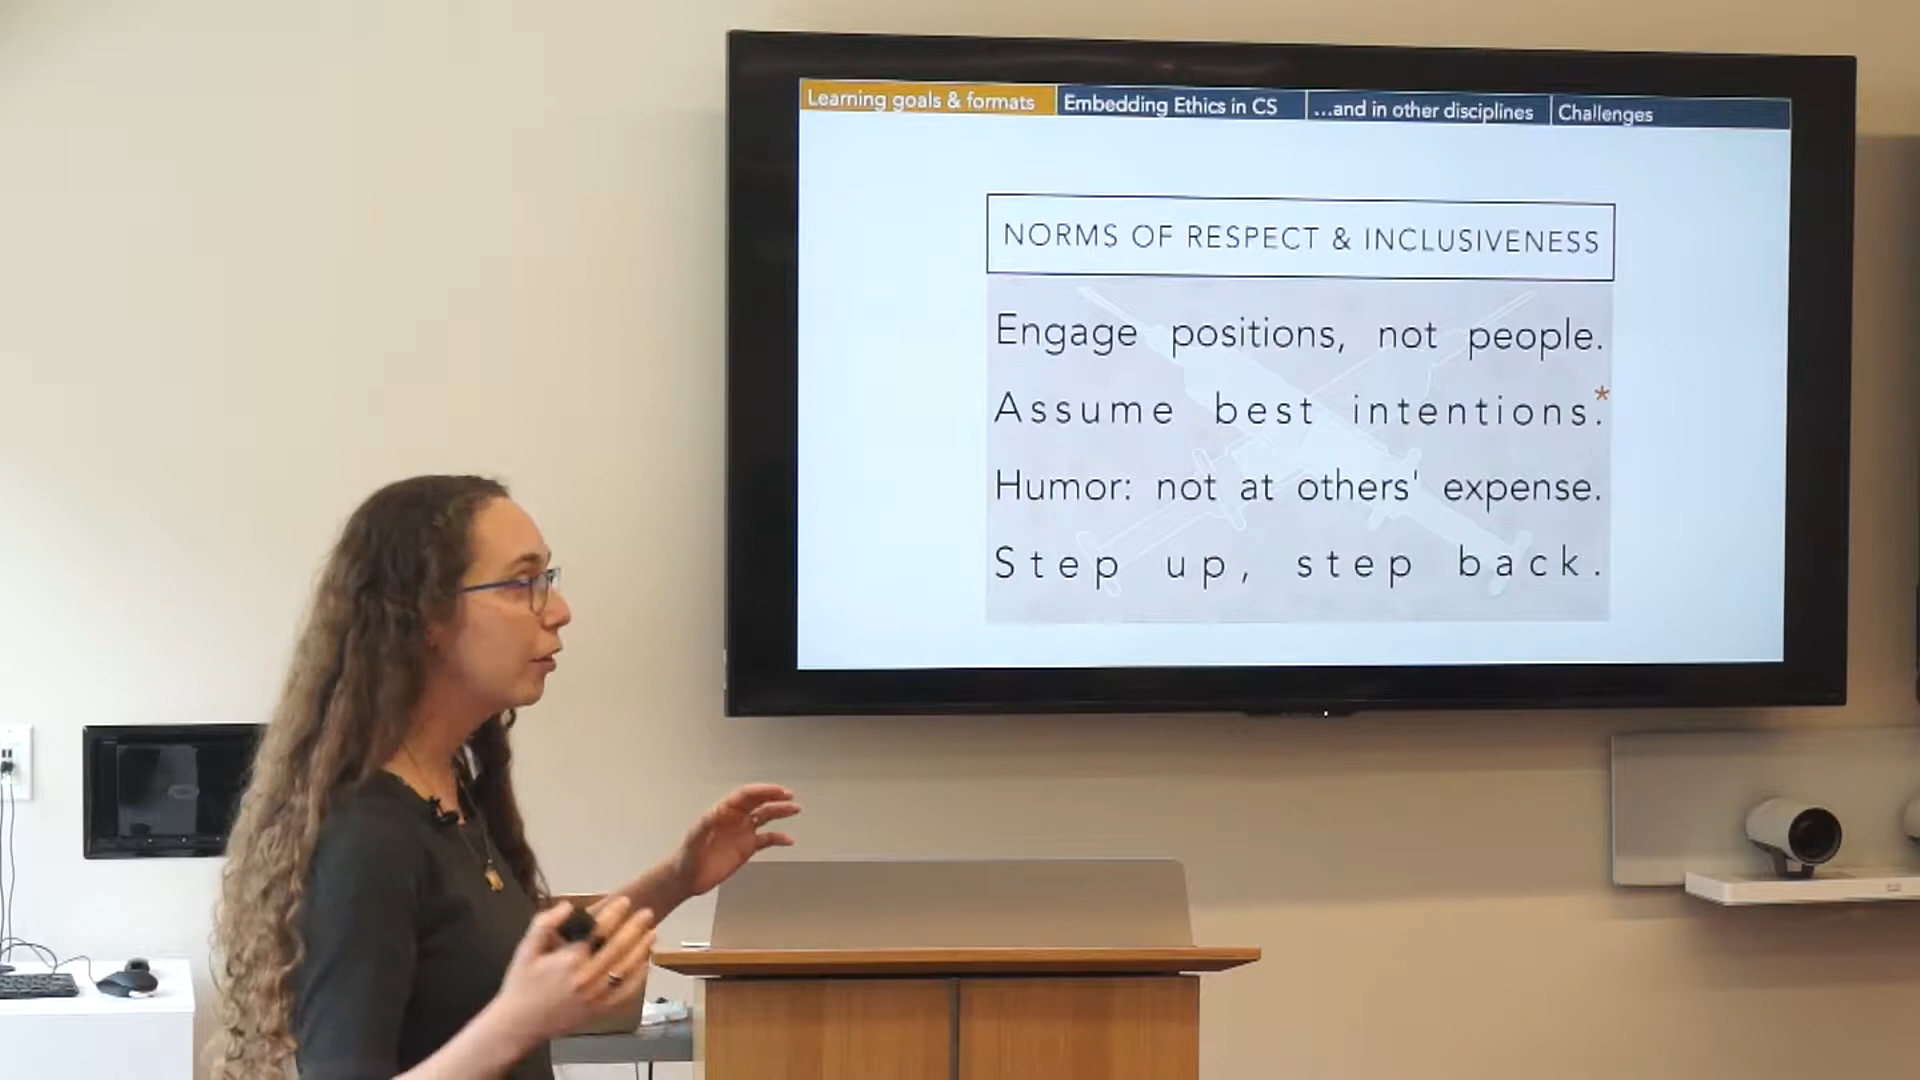 Learning goals & formats
Embedding Ethics in CS
...and in other disciplines
Challenges
NORMS OF RESPECT & INCLUSIVENESS
Engage positions, not people.
Assume best intentions.*
Humor: not at others' expense.
Step up, step back.